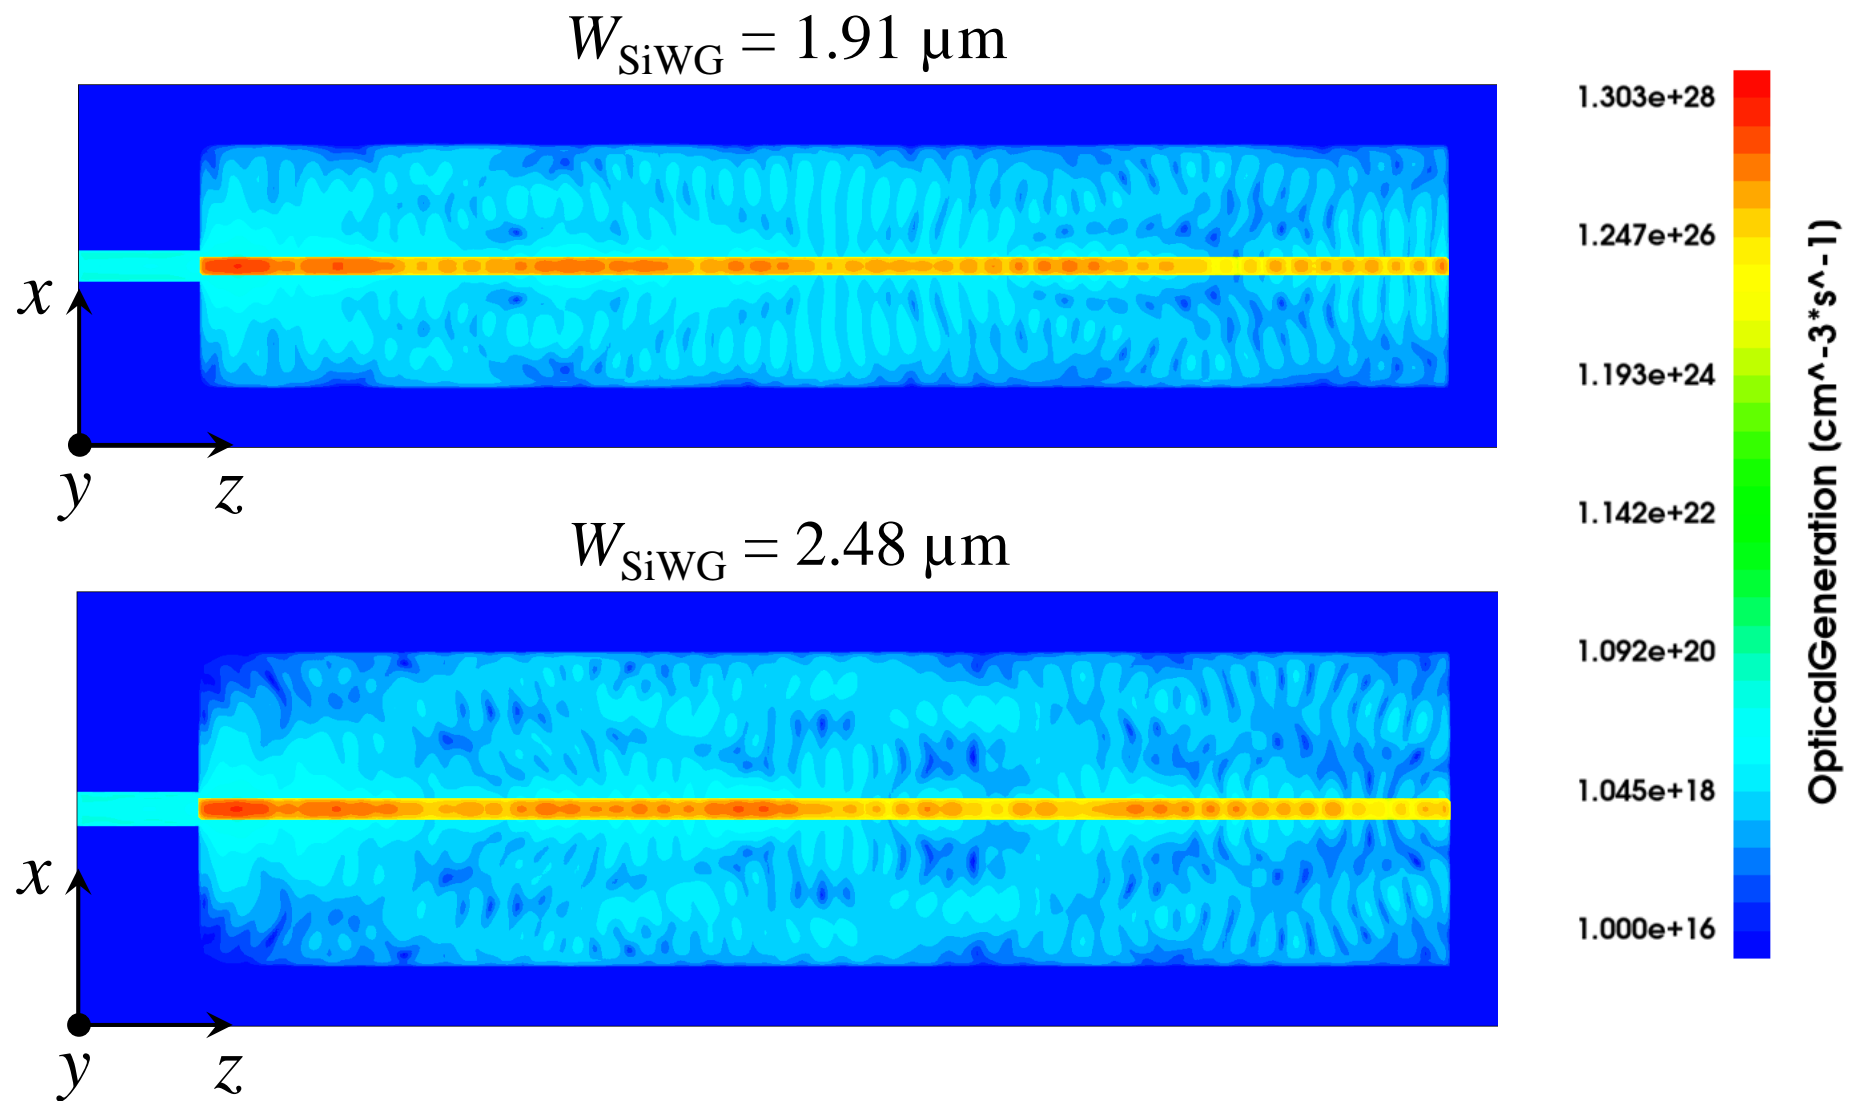 W_SiWG = 1.91 µm
x
y
z
W_SiWG = 2.48 µm
x
y
z
1.303e+28
1.247e+26
1.193e+24
1.142e+22
1.092e+20
1.045e+18
1.000e+16
OpticalGeneration (cm^-3*s^-1)